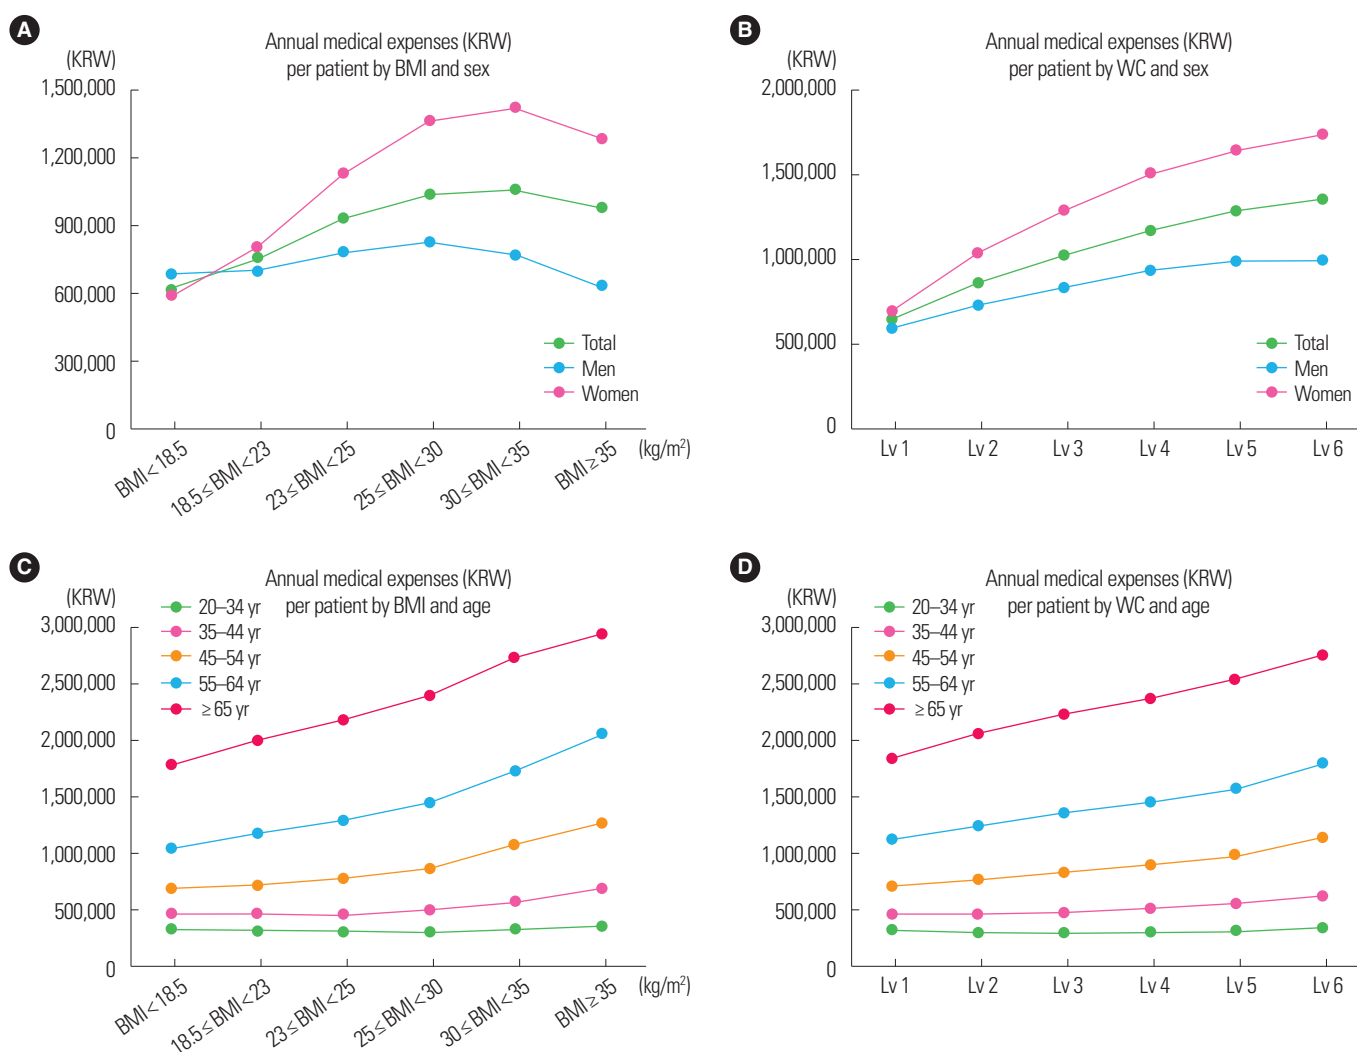 A
Annual medical expenses (KRW)
per patient by BMI and sex
(KRW)
1,500,000
1,200,000
900,000
600,000
300,000
0
Total
Men
Women
BMI < 18.5
18.5 ≤ BMI < 23
23 ≤ BMI < 25
25 ≤ BMI < 30
30 ≤ BMI < 35
BMI ≥ 35
(kg/m²)
B
Annual medical expenses (KRW)
per patient by WC and sex
(KRW)
2,000,000
1,500,000
1,000,000
500,000
0
Total
Men
Women
Lv 1
Lv 2
Lv 3
Lv 4
Lv 5
Lv 6
C
Annual medical expenses (KRW)
per patient by BMI and age
(KRW)
3,000,000
2,500,000
2,000,000
1,500,000
1,000,000
500,000
0
20–34 yr
35–44 yr
45–54 yr
55–64 yr
≥ 65 yr
BMI < 18.5
18.5 ≤ BMI < 23
23 ≤ BMI < 25
25 ≤ BMI < 30
30 ≤ BMI < 35
BMI ≥ 35
(kg/m²)
D
Annual medical expenses (KRW)
per patient by WC and age
(KRW)
3,000,000
2,500,000
2,000,000
1,500,000
1,000,000
500,000
0
20–34 yr
35–44 yr
45–54 yr
55–64 yr
≥ 65 yr
Lv 1
Lv 2
Lv 3
Lv 4
Lv 5
Lv 6